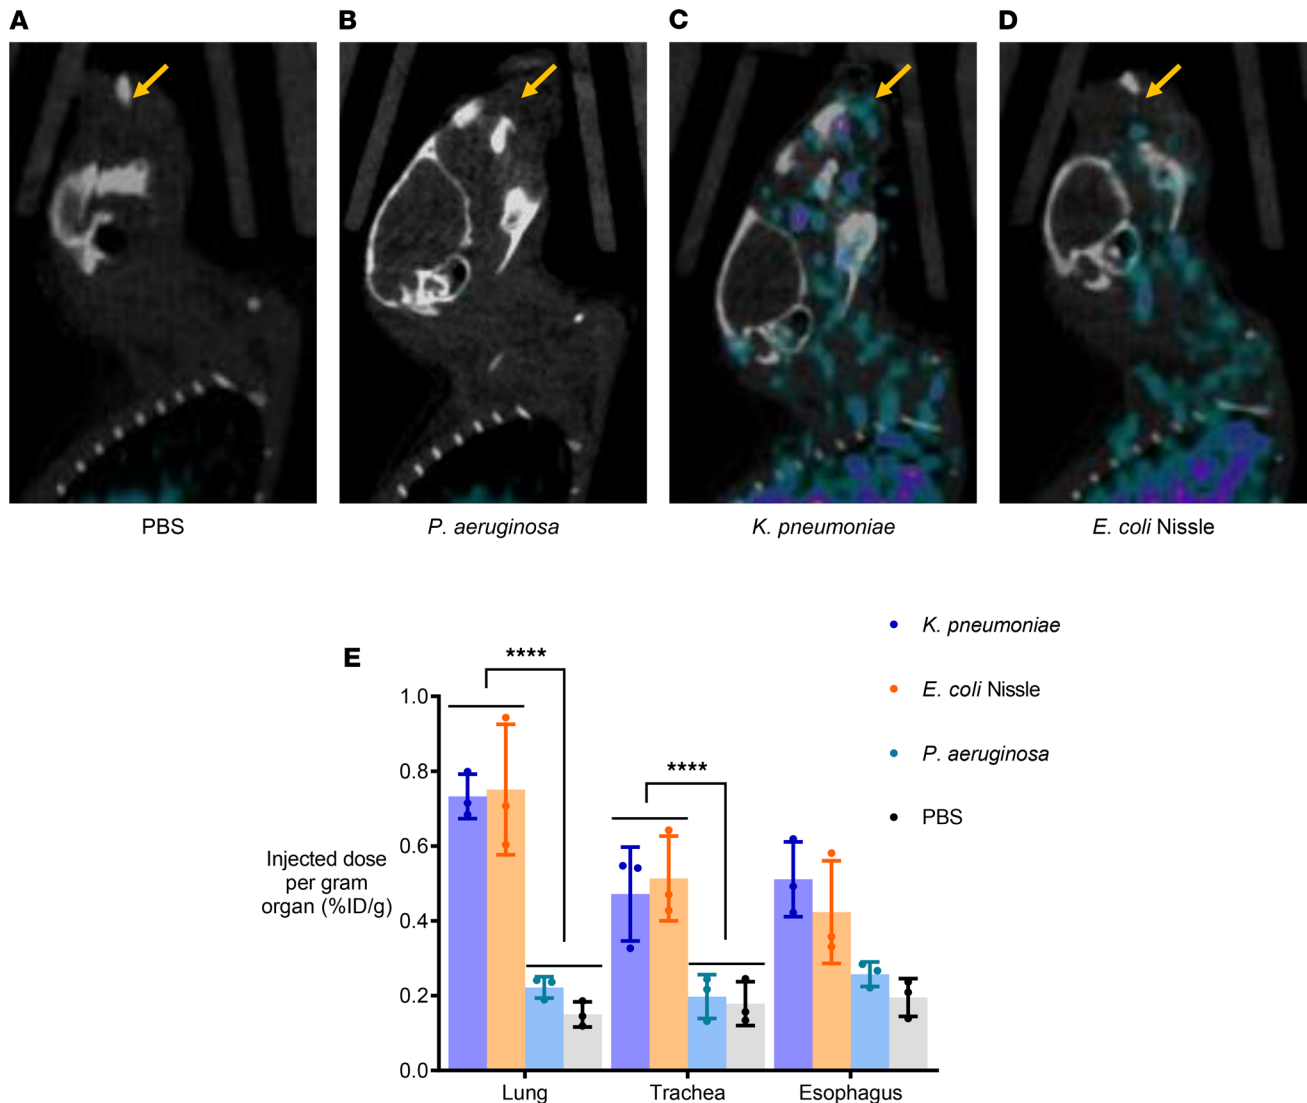 A
B
C
D
PBS
P. aeruginosa
K. pneumoniae
E. coli Nissle
E
K. pneumoniae
E. coli Nissle
P. aeruginosa
PBS
****
****
Injected dose
per gram
organ (%ID/g)
1.0
0.8
0.6
0.4
0.2
0.0
Lung
Trachea
Esophagus